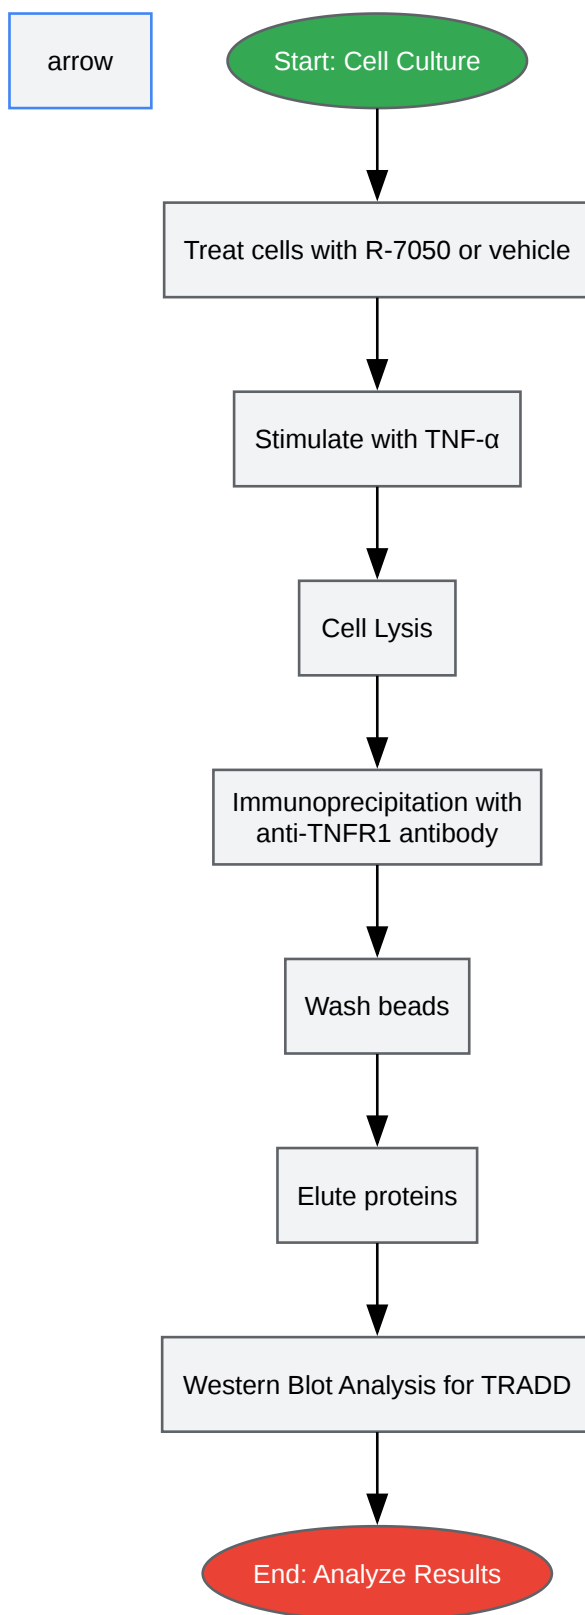 arrow
Start: Cell Culture
Treat cells with R-7050 or vehicle
Stimulate with TNF-α
Cell Lysis
Immunoprecipitation with
anti-TNFR1 antibody
Wash beads
Elute proteins
Western Blot Analysis for TRADD
End: Analyze Results